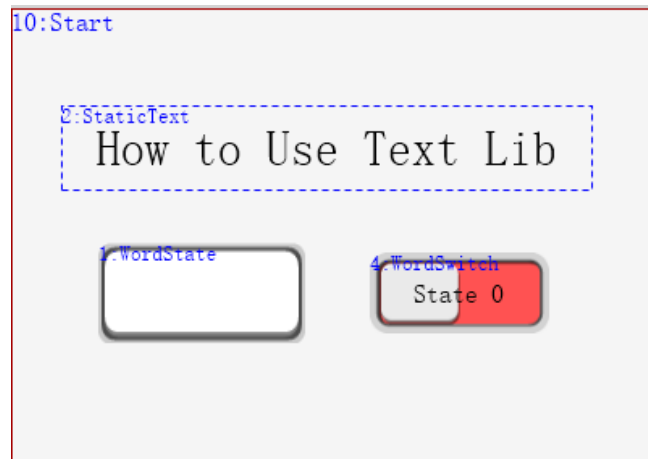 10:Start
2:StaticText
How to Use Text Lib
1:WordState
4:WordSwitch
State 0